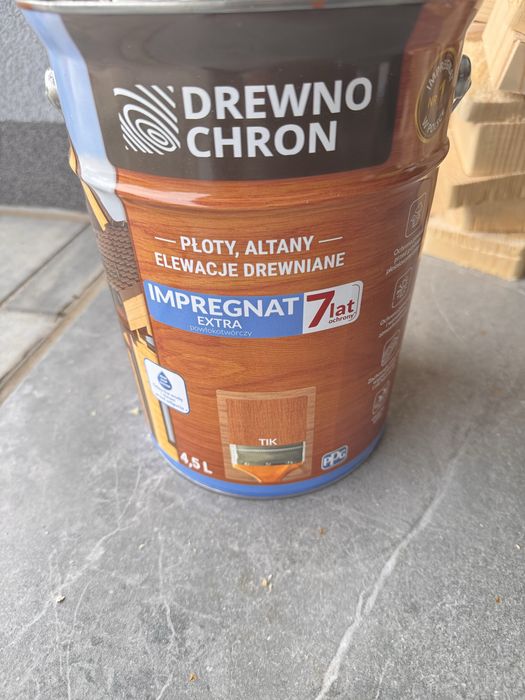 DREWNO
CHRON
PŁOTY, ALTANY
ELEWACJE DREWNIANE
IMPREGNAT
EXTRA
powłokotwórczy
7 lat
ochrony
TIK
4,5 L
PPG